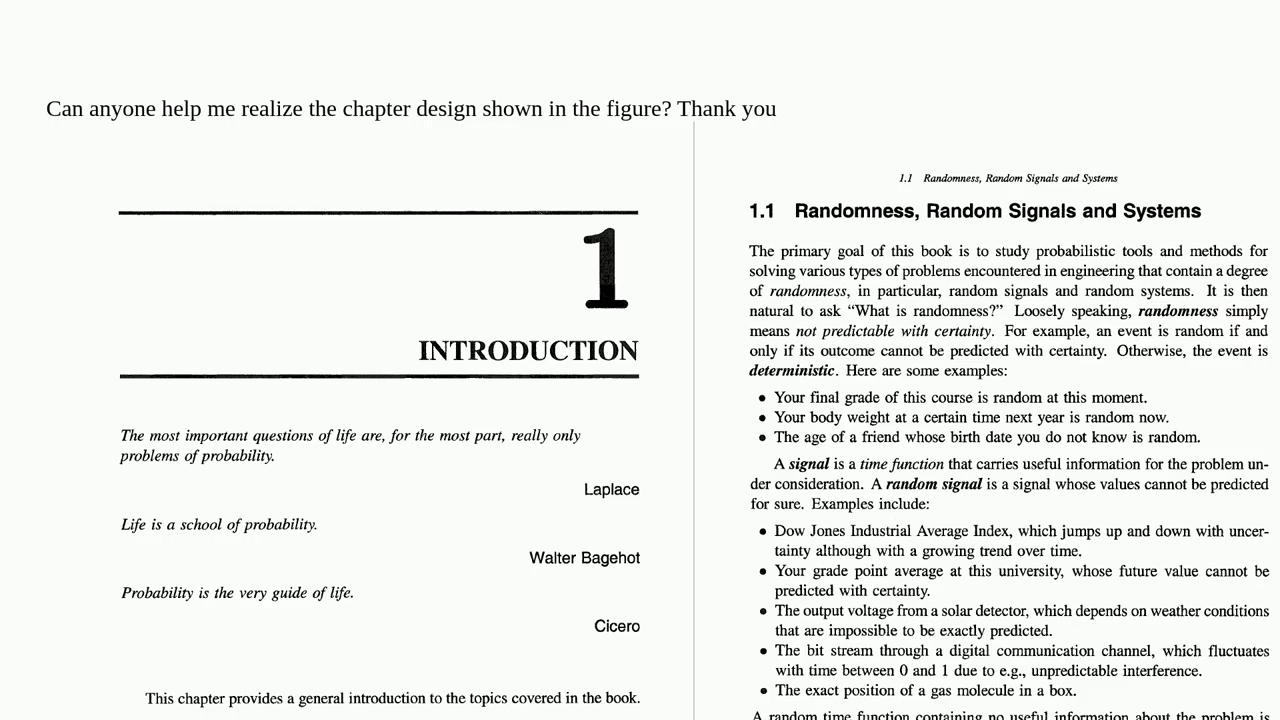 Can anyone help me realize the chapter design shown in the figure? Thank you
1
INTRODUCTION
The most important questions of life are, for the most part, really only
problems of probability.
Laplace
Life is a school of probability.
Walter Bagehot
Probability is the very guide of life.
Cicero
This chapter provides a general introduction to the topics covered in the book.
1.1 Randomness, Random Signals and Systems
1.1 Randomness, Random Signals and Systems
The primary goal of this book is to study probabilistic tools and methods for
solving various types of problems encountered in engineering that contain a degree
of randomness, in particular, random signals and random systems. It is then
natural to ask “What is randomness?” Loosely speaking, randomness simply
means not predictable with certainty. For example, an event is random if and
only if its outcome cannot be predicted with certainty. Otherwise, the event is
deterministic. Here are some examples:
• Your final grade of this course is random at this moment.
• Your body weight at a certain time next year is random now.
• The age of a friend whose birth date you do not know is random.
A signal is a time function that carries useful information for the problem un-
der consideration. A random signal is a signal whose values cannot be predicted
for sure. Examples include:
• Dow Jones Industrial Average Index, which jumps up and down with uncer-
tainty although with a growing trend over time.
• Your grade point average at this university, whose future value cannot be
predicted with certainty.
• The output voltage from a solar detector, which depends on weather conditions
that are impossible to be exactly predicted.
• The bit stream through a digital communication channel, which fluctuates
with time between 0 and 1 due to e.g., unpredictable interference.
• The exact position of a gas molecule in a box.
A random time function containing no useful information about the problem is